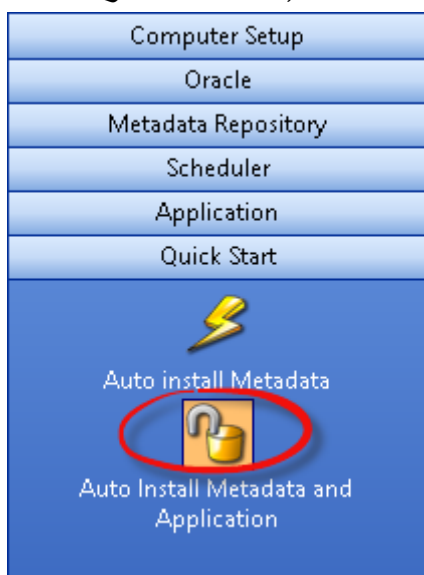 Computer Setup
Oracle
Metadata Repository
Scheduler
Application
Quick Start
Auto install Metadata
Auto Install Metadata and
Application